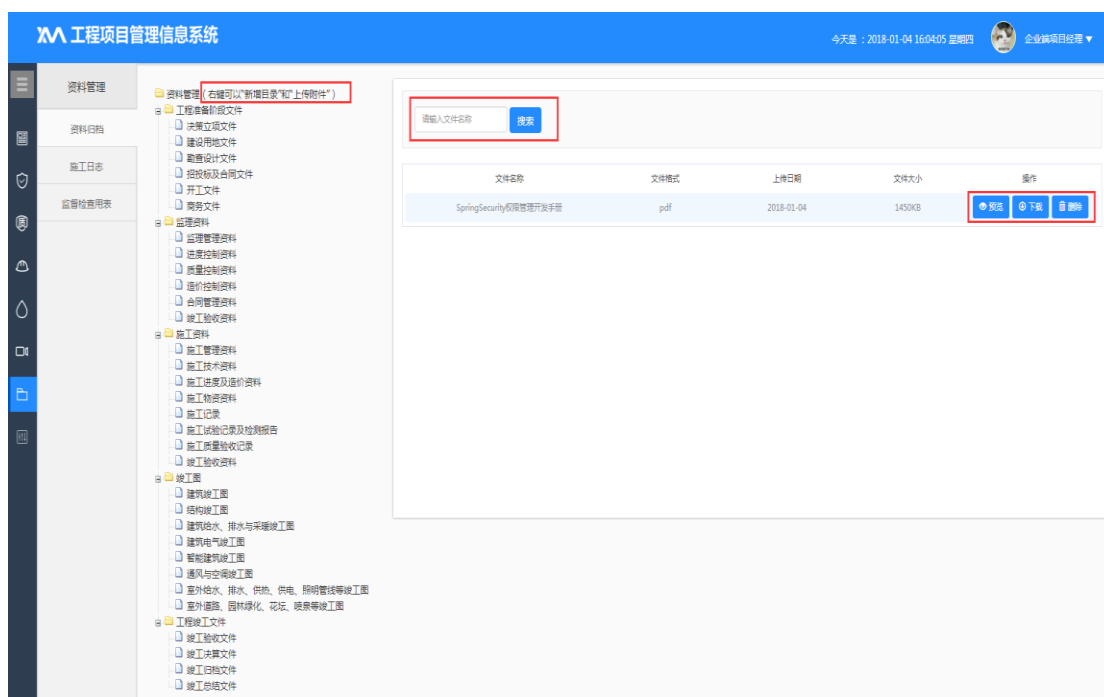 工程项目管理信息系统
今天是：2018-01-04 16:04:05 星期四
企业端项目经理▼
资料管理
资料归档
施工日志
监督检查用表
资料管理(右键可以"新增目录"和"上传附件")
工程准备阶段文件
决策立项文件
建设用地文件
勘查设计文件
招投标及合同文件
开工文件
商务文件
监理资料
监理管理资料
进度控制资料
质量控制资料
造价控制资料
合同管理资料
竣工验收资料
施工资料
施工管理资料
施工技术资料
施工进度及造价资料
施工物资资料
施工记录
施工试验记录及检测报告
施工质量验收记录
竣工验收资料
竣工图
建筑竣工图
结构竣工图
建筑给水、排水与采暖竣工图
建筑电气竣工图
智能建筑竣工图
通风与空调竣工图
室外给水、排水、供热、供电、照明管线等竣工图
室外道路、园林绿化、花坛、喷泉等竣工图
工程竣工文件
竣工验收文件
竣工决算文件
竣工归档文件
竣工总结文件
请输入文件名称 搜索
文件名称 文件格式 上传日期 文件大小 操作
SpringSecurity权限管理开发手册 pdf 2018-01-04 1450KB 预览 下载 删除